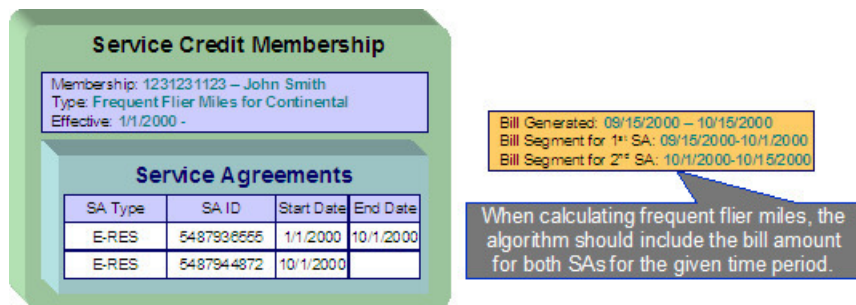 Service Credit Membership
Membership: 1231231123 – John Smith
Type: Frequent Flier Miles for Continental
Effective: 1/1/2000 -
Service Agreements
SA Type SA ID Start Date End Date
E-RES 5487936555 1/1/2000 10/1/2000
E-RES 5487944872 10/1/2000
Bill Generated: 09/15/2000 – 10/15/2000
Bill Segment for 1st SA: 09/15/2000-10/1/2000
Bill Segment for 2nd SA: 10/1/2000-10/15/2000
When calculating frequent flier miles, the
algorithm should include the bill amount
for both SAs for the given time period.